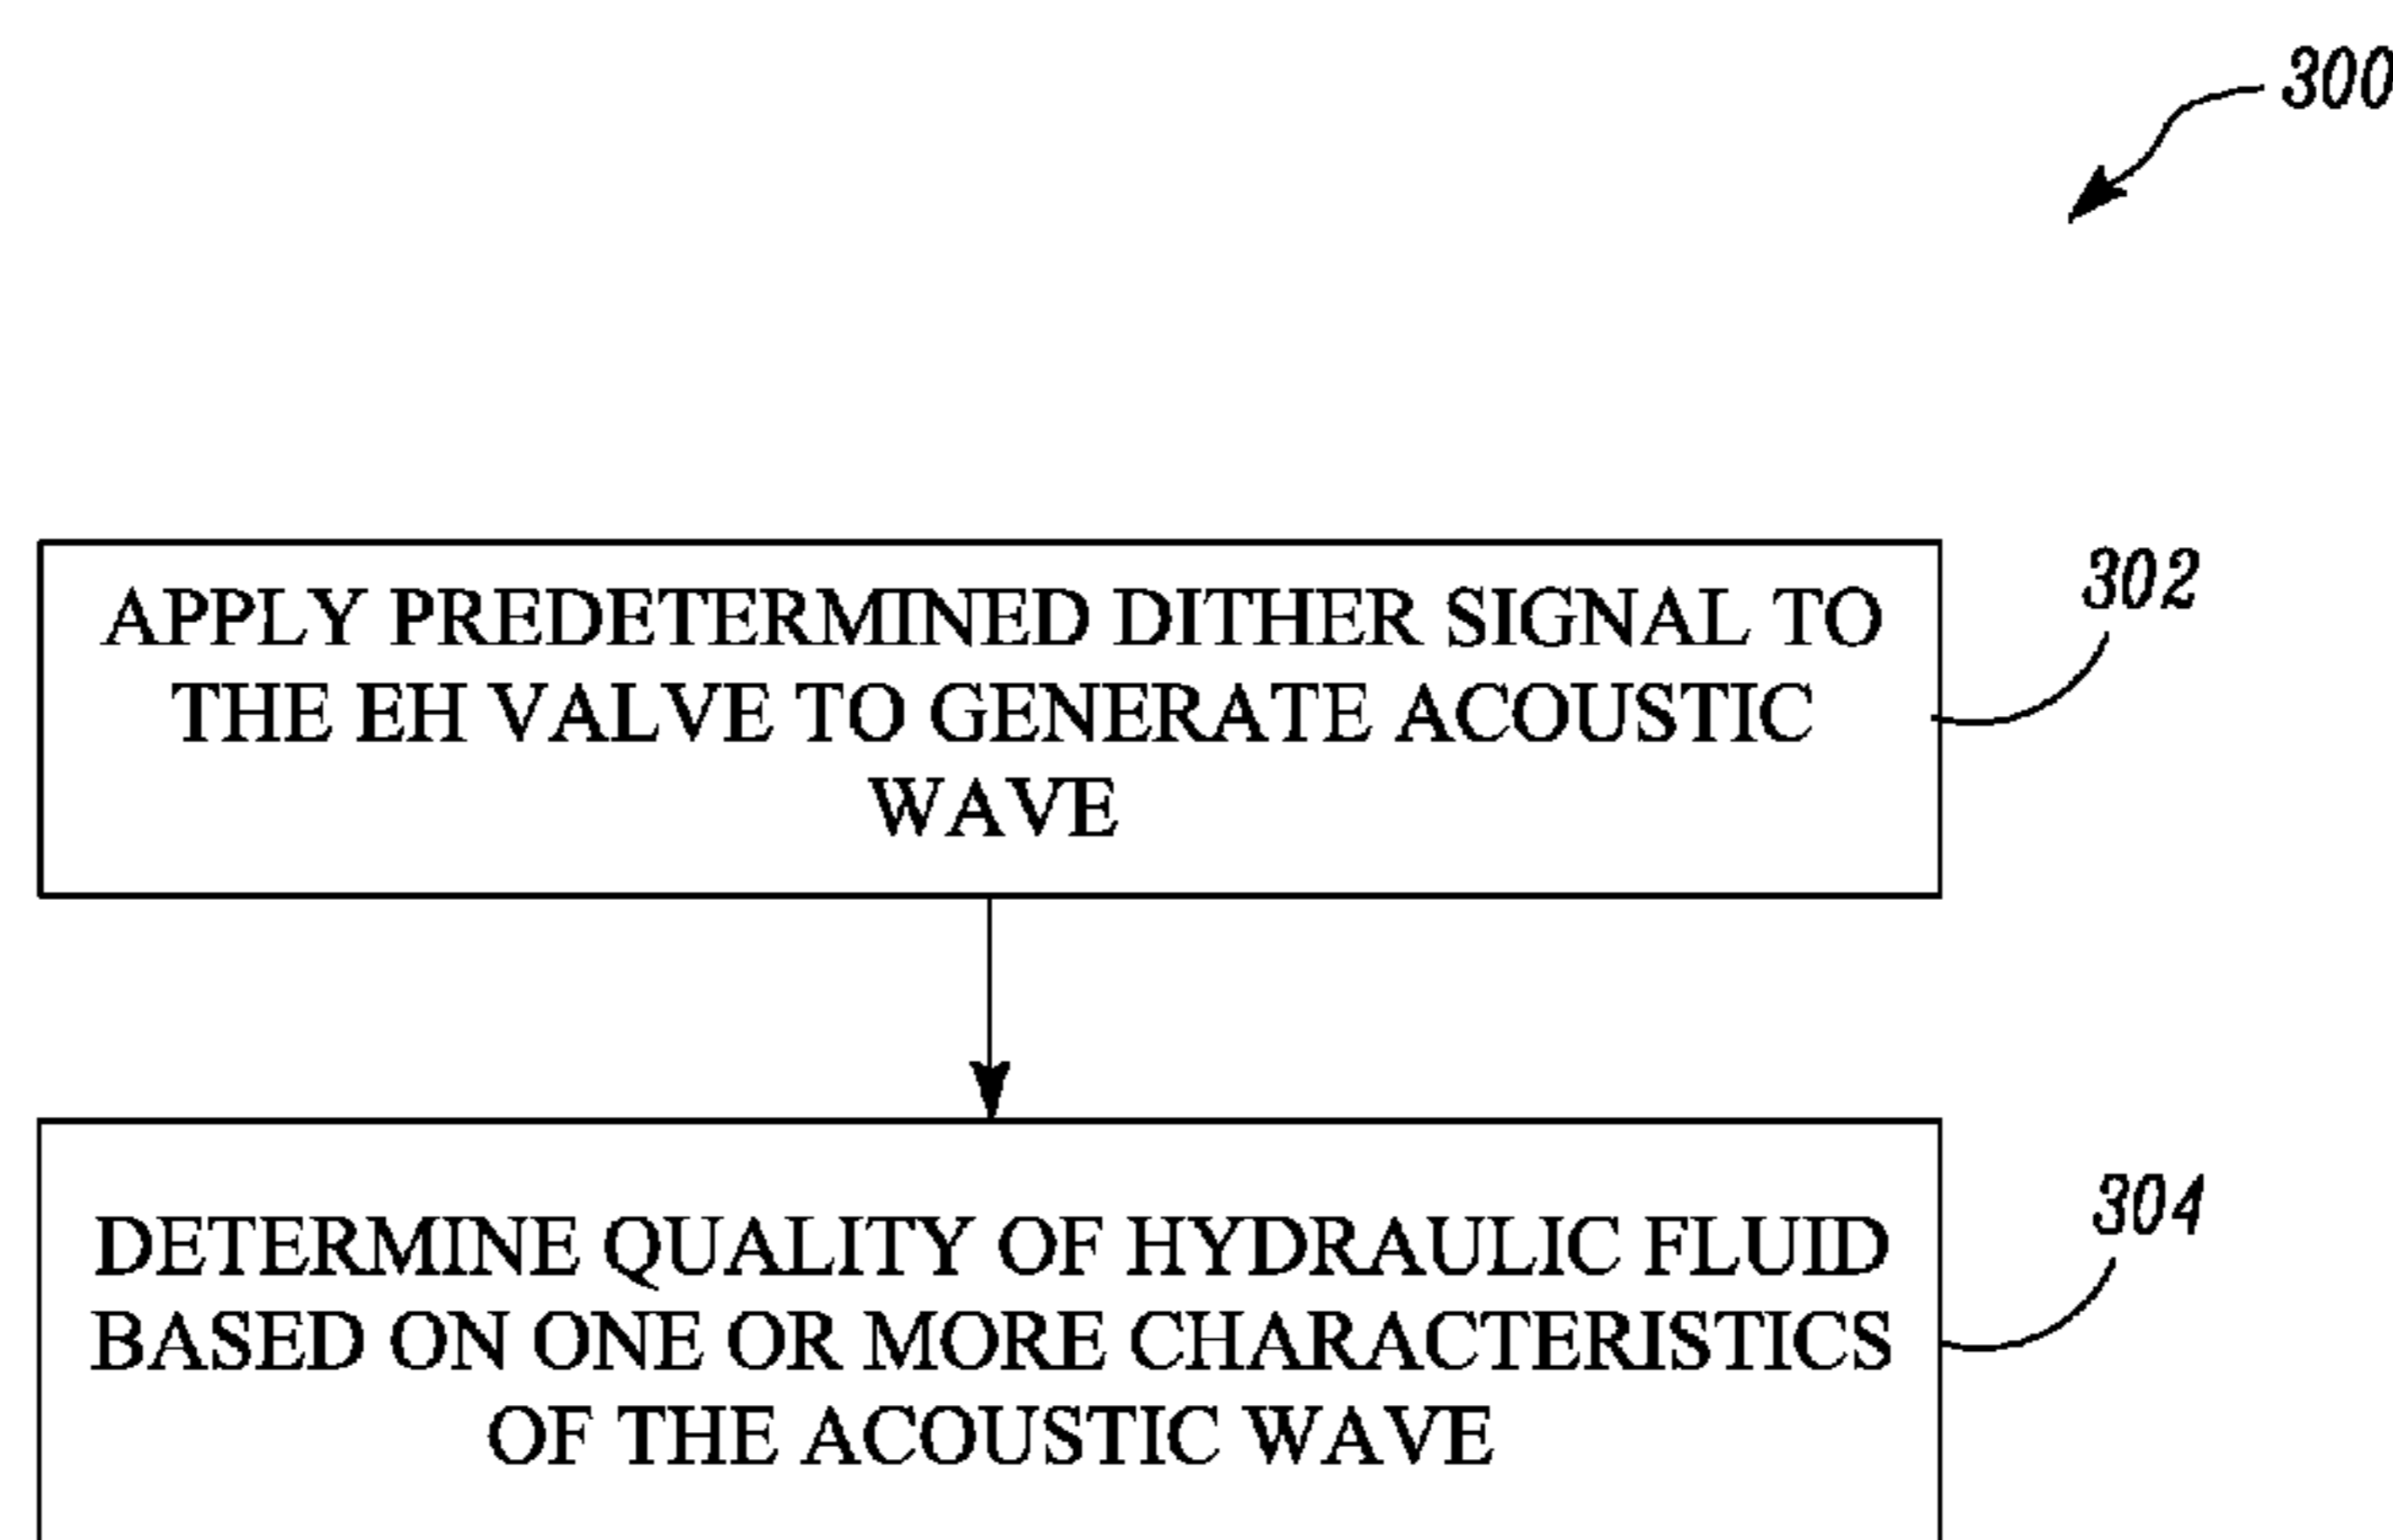 300
APPLY PREDETERMINED DITHER SIGNAL TO
THE EH VALVE TO GENERATE ACOUSTIC
WAVE
302
DETERMINE QUALITY OF HYDRAULIC FLUID
BASED ON ONE OR MORE CHARACTERISTICS
OF THE ACOUSTIC WAVE
304